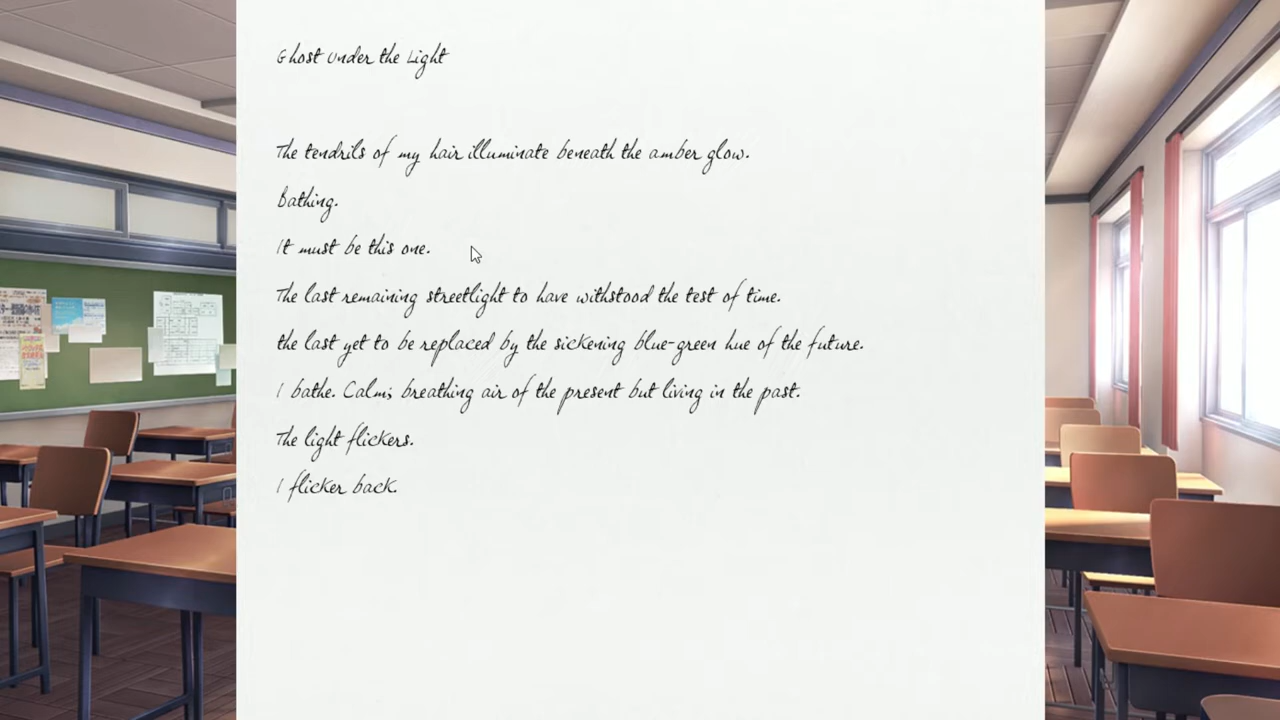 Ghost Under the Light
The tendrils of my hair illuminate beneath the amber glow.
Bathing.
It must be this one.
The last remaining streetlight to have withstood the test of time.
the last yet to be replaced by the sickening blue-green hue of the future.
I bathe. Calm; breathing air of the present but living in the past.
The light flickers.
I flicker back.